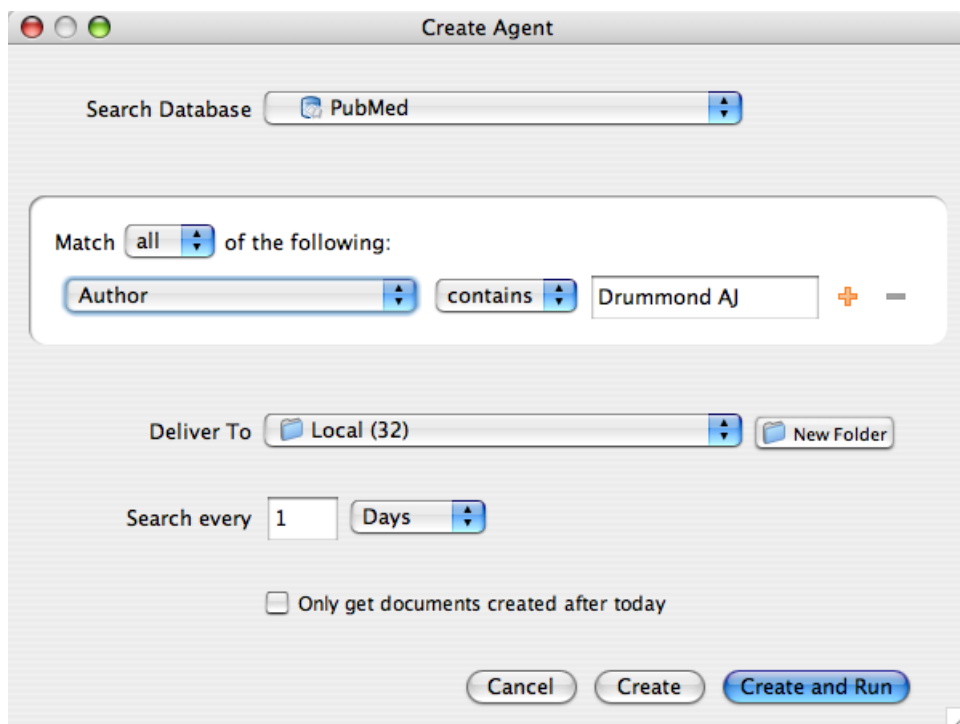 Create Agent
Search Database PubMed
Match all of the following:
Author contains Drummond AJ
Deliver To Local (32) New Folder
Search every 1 Days
Only get documents created after today
Cancel Create Create and Run